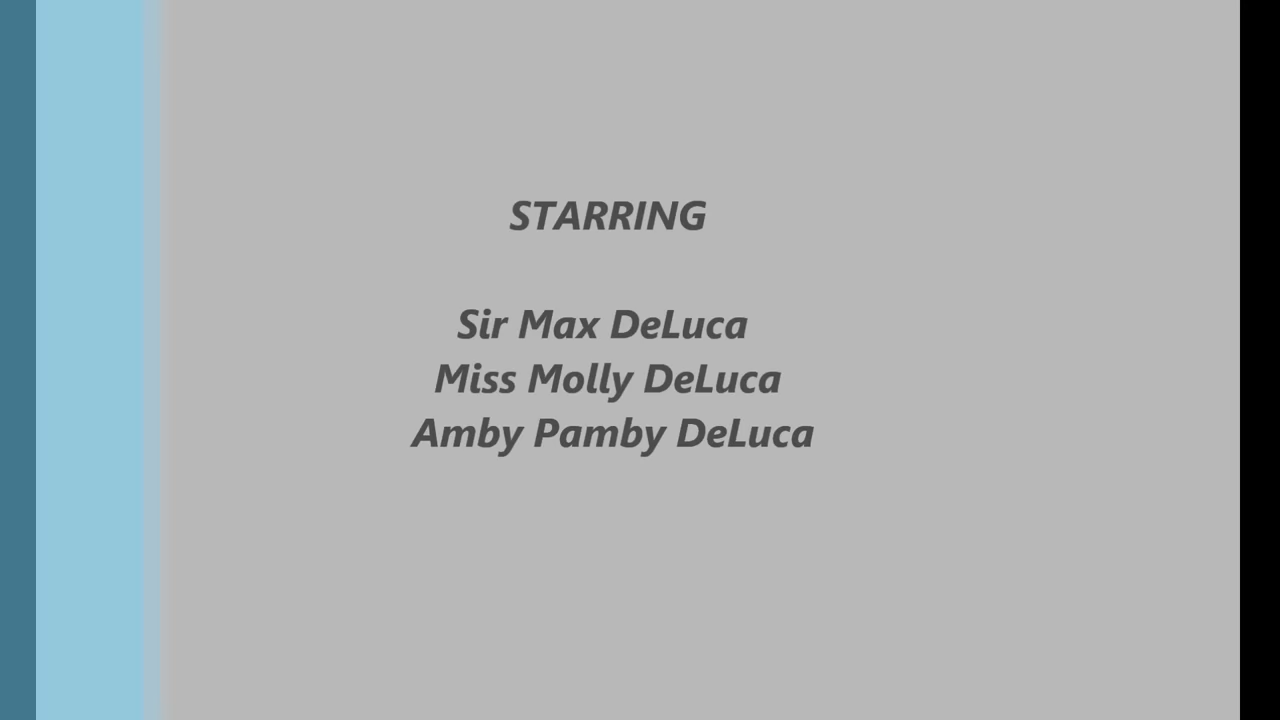 STARRING
Sir Max DeLuca
Miss Molly DeLuca
Amby Pamby DeLuca